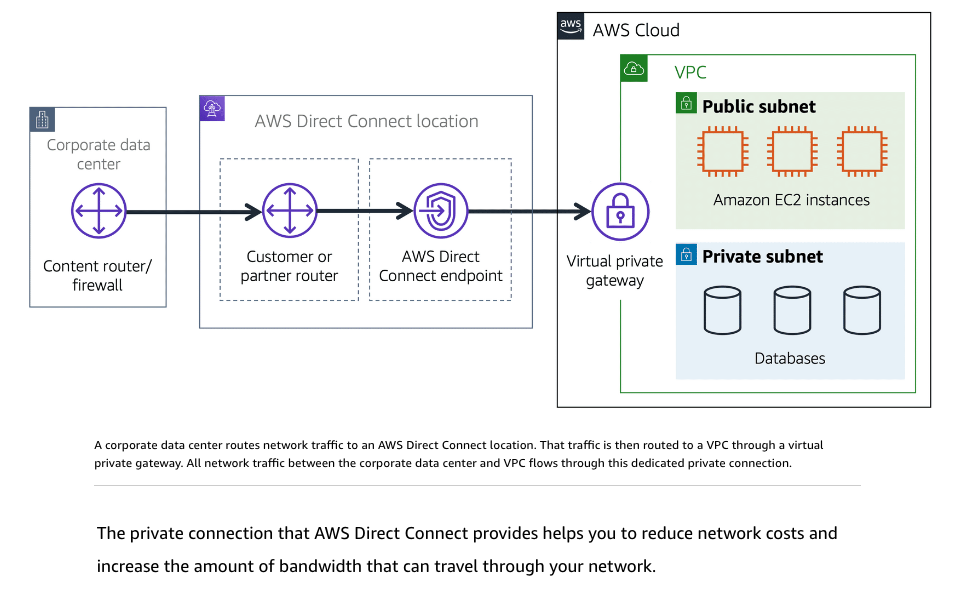 aws
AWS Cloud
VPC
Public subnet
Amazon EC2 instances
AWS Direct Connect location
Corporate data
center
Content router/
firewall
Customer or
partner router
AWS Direct
Connect endpoint
Virtual private
gateway
Private subnet
Databases
A corporate data center routes network traffic to an AWS Direct Connect location. That traffic is then routed to a VPC through a virtual
private gateway. All network traffic between the corporate data center and VPC flows through this dedicated private connection.
The private connection that AWS Direct Connect provides helps you to reduce network costs and
increase the amount of bandwidth that can travel through your network.